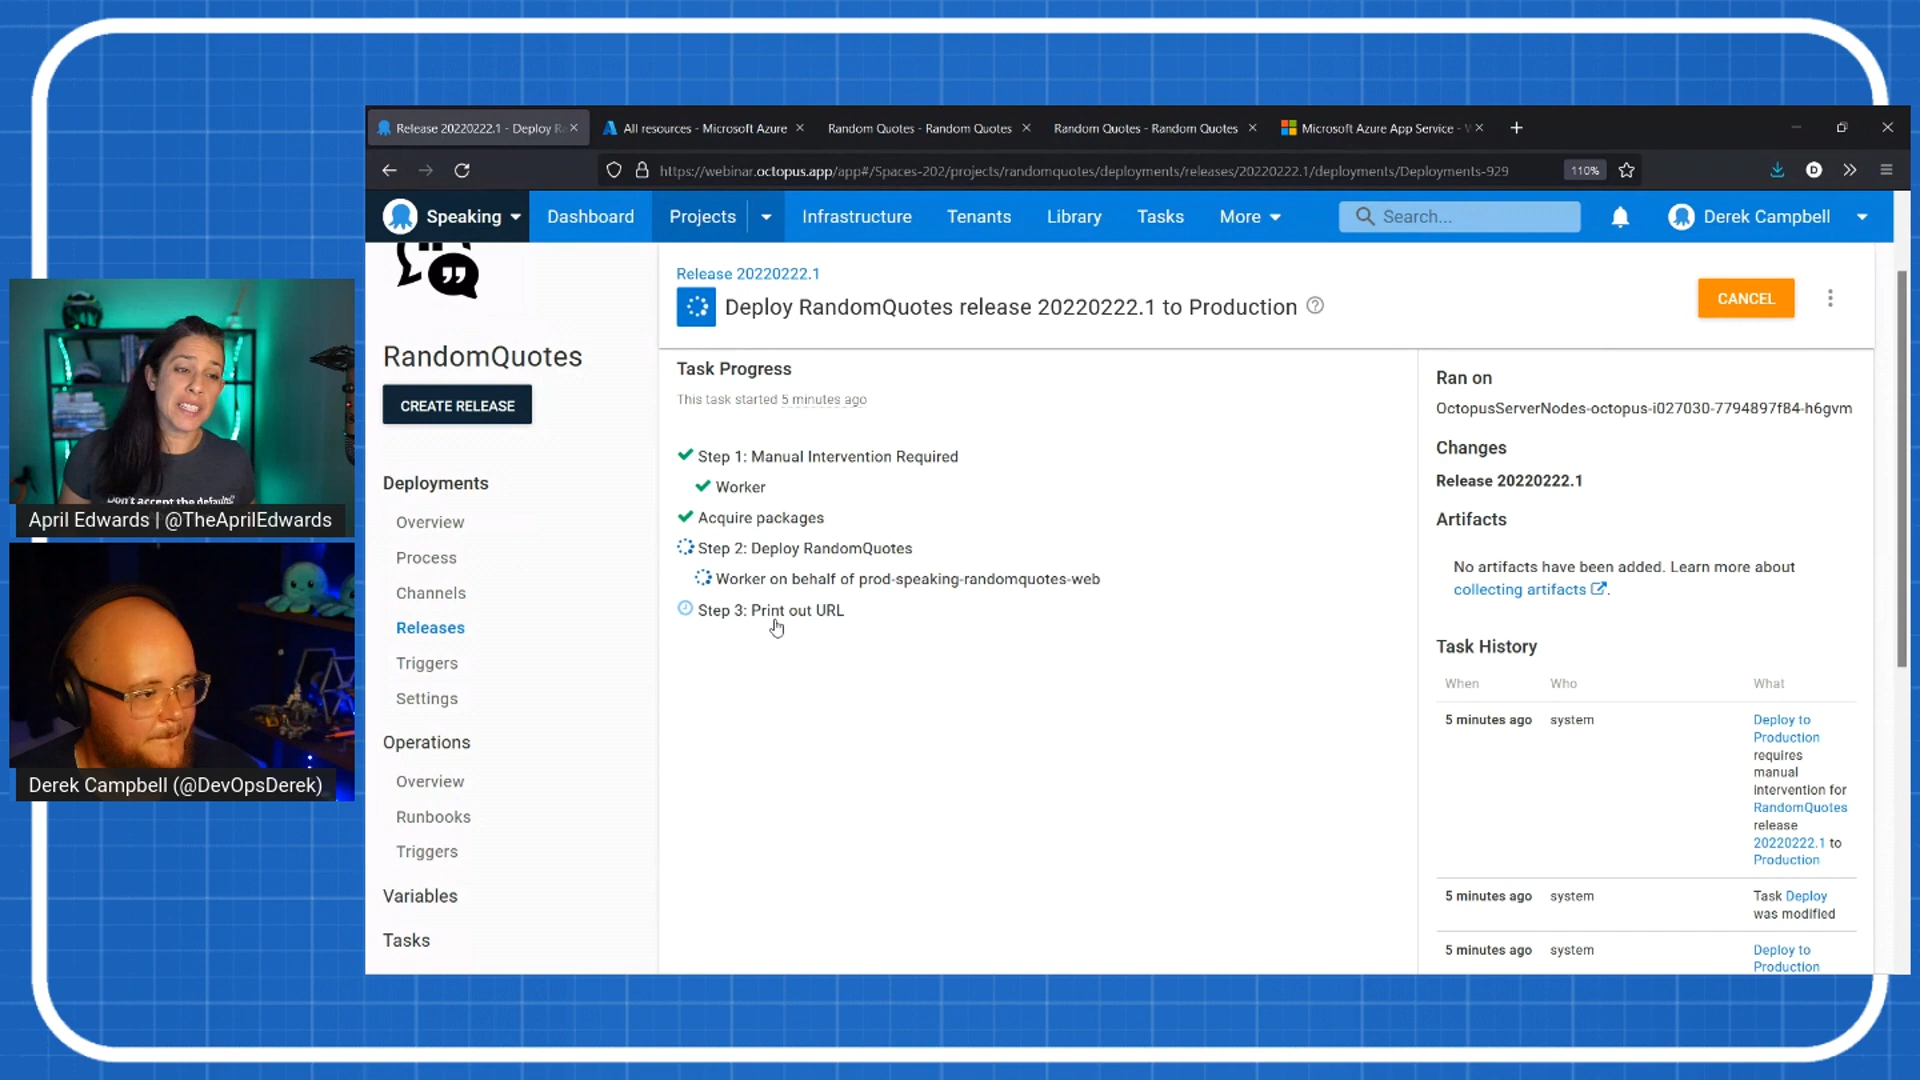 Release 20220222.1 - Deploy R
All resources - Microsoft Azure
Random Quotes - Random Quotes
Random Quotes - Random Quotes
Microsoft Azure App Service -
https://webinar.octopus.app/app#/Spaces-202/projects/randomquotes/deployments/releases/20220222.1/deployments/Deployments-929
110%
D
Speaking
Dashboard
Projects
Infrastructure
Tenants
Library
Tasks
More
Search...
Derek Campbell
RandomQuotes
CREATE RELEASE
Deployments
Overview
Process
Channels
Releases
Triggers
Settings
Operations
Overview
Runbooks
Triggers
Variables
Tasks
Release 20220222.1
Deploy RandomQuotes release 20220222.1 to Production
CANCEL
Task Progress
This task started 5 minutes ago
Step 1: Manual Intervention Required
Worker
Acquire packages
Step 2: Deploy RandomQuotes
Worker on behalf of prod-speaking-randomquotes-web
Step 3: Print out URL
Ran on
OctopusServerNodes-octopus-i027030-7794897f84-h6gvm
Changes
Release 20220222.1
Artifacts
No artifacts have been added. Learn more about
collecting artifacts.
Task History
When Who What
5 minutes ago system Deploy to
Production
requires
manual
intervention for
RandomQuotes
release
20220222.1 to
Production
5 minutes ago system Task Deploy
was modified
5 minutes ago system Deploy to
Production
Don't accept the defaults
April Edwards | @TheAprilEdwards
Derek Campbell (@DevOpsDerek)